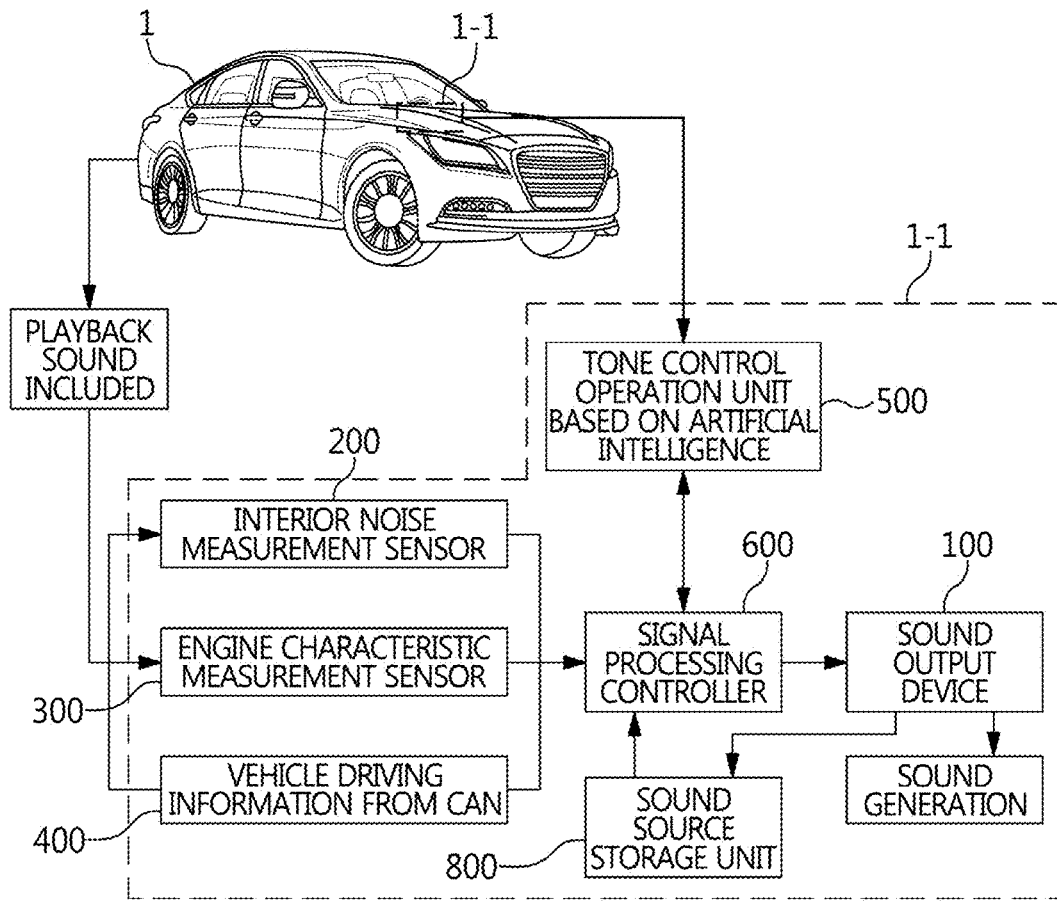 1
1-1
1-1
PLAYBACK
SOUND
INCLUDED
TONE CONTROL
OPERATION UNIT
BASED ON ARTIFICIAL
INTELLIGENCE
500
200
INTERIOR NOISE
MEASUREMENT SENSOR
600
100
ENGINE CHARACTERISTIC
MEASUREMENT SENSOR
300
SIGNAL
PROCESSING
CONTROLLER
SOUND
OUTPUT
DEVICE
VEHICLE DRIVING
INFORMATION FROM CAN
400
SOUND
SOURCE
STORAGE UNIT
800
SOUND
GENERATION